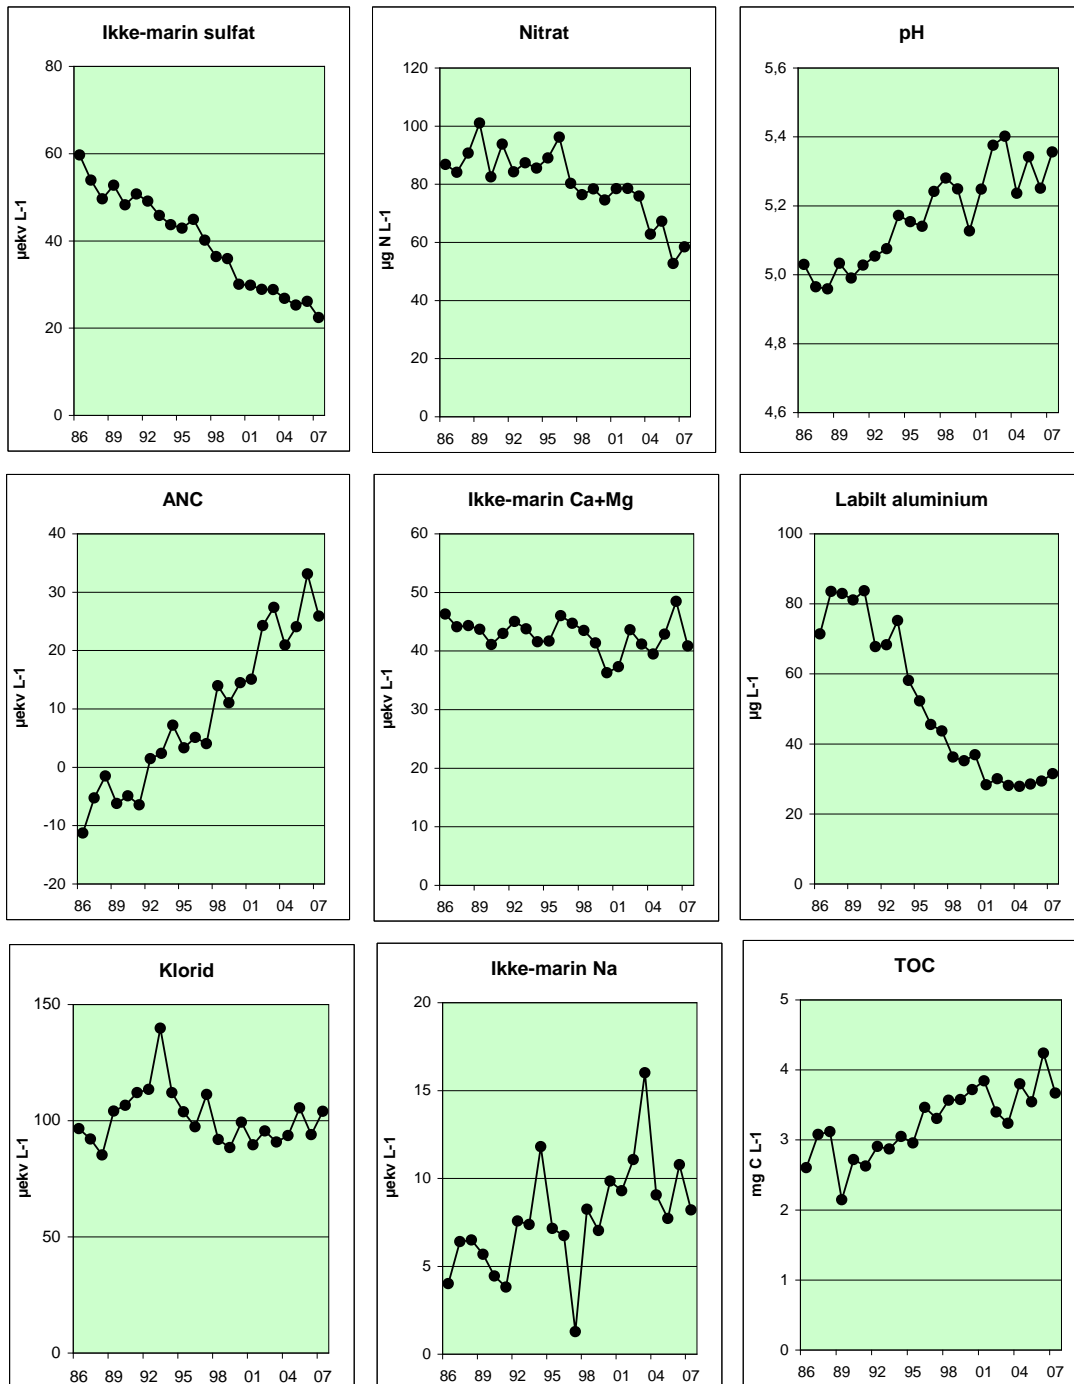 Ikke-marin sulfat
80
60
40
20
0
µekv L-1
86 89 92 95 98 01 04 07
Nitrat
120
100
80
60
40
20
0
µg N L-1
86 89 92 95 98 01 04 07
pH
5,6
5,4
5,2
5,0
4,8
4,6
86 89 92 95 98 01 04 07
ANC
40
30
20
10
0
-10
-20
µekv L-1
86 89 92 95 98 01 04 07
Ikke-marin Ca+Mg
60
50
40
30
20
10
0
µekv L-1
86 89 92 95 98 01 04 07
Labilt aluminium
100
80
60
40
20
0
µg L-1
86 89 92 95 98 01 04 07
Klorid
150
100
50
0
µekv L-1
86 89 92 95 98 01 04 07
Ikke-marin Na
20
15
10
5
0
µekv L-1
86 89 92 95 98 01 04 07
TOC
5
4
3
2
1
0
mg C L-1
86 89 92 95 98 01 04 07